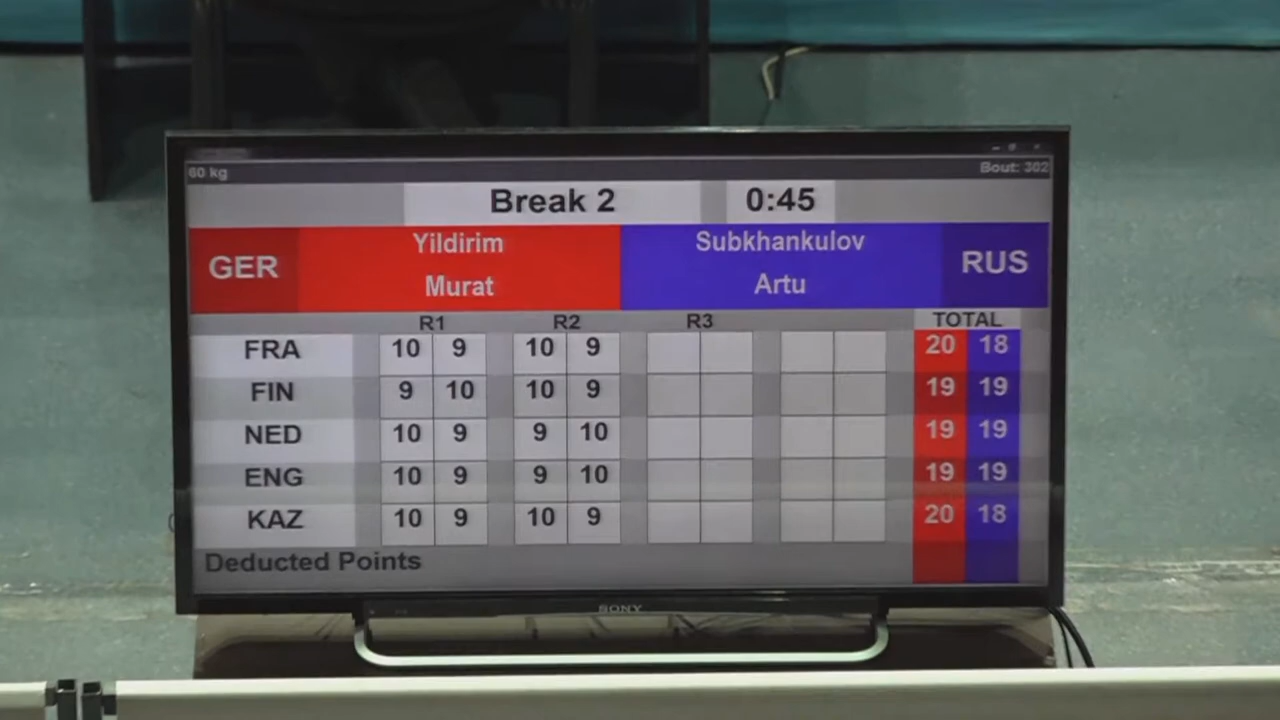 60 kg Bout: 302
Break 2 0:45
GER Yildirim Murat Subkhankulov Artu RUS
R1 R2 R3 TOTAL
FRA 10 9 10 9 20 18
FIN 9 10 10 9 19 19
NED 10 9 9 10 19 19
ENG 10 9 9 10 19 19
KAZ 10 9 10 9 20 18
Deducted Points
SONY